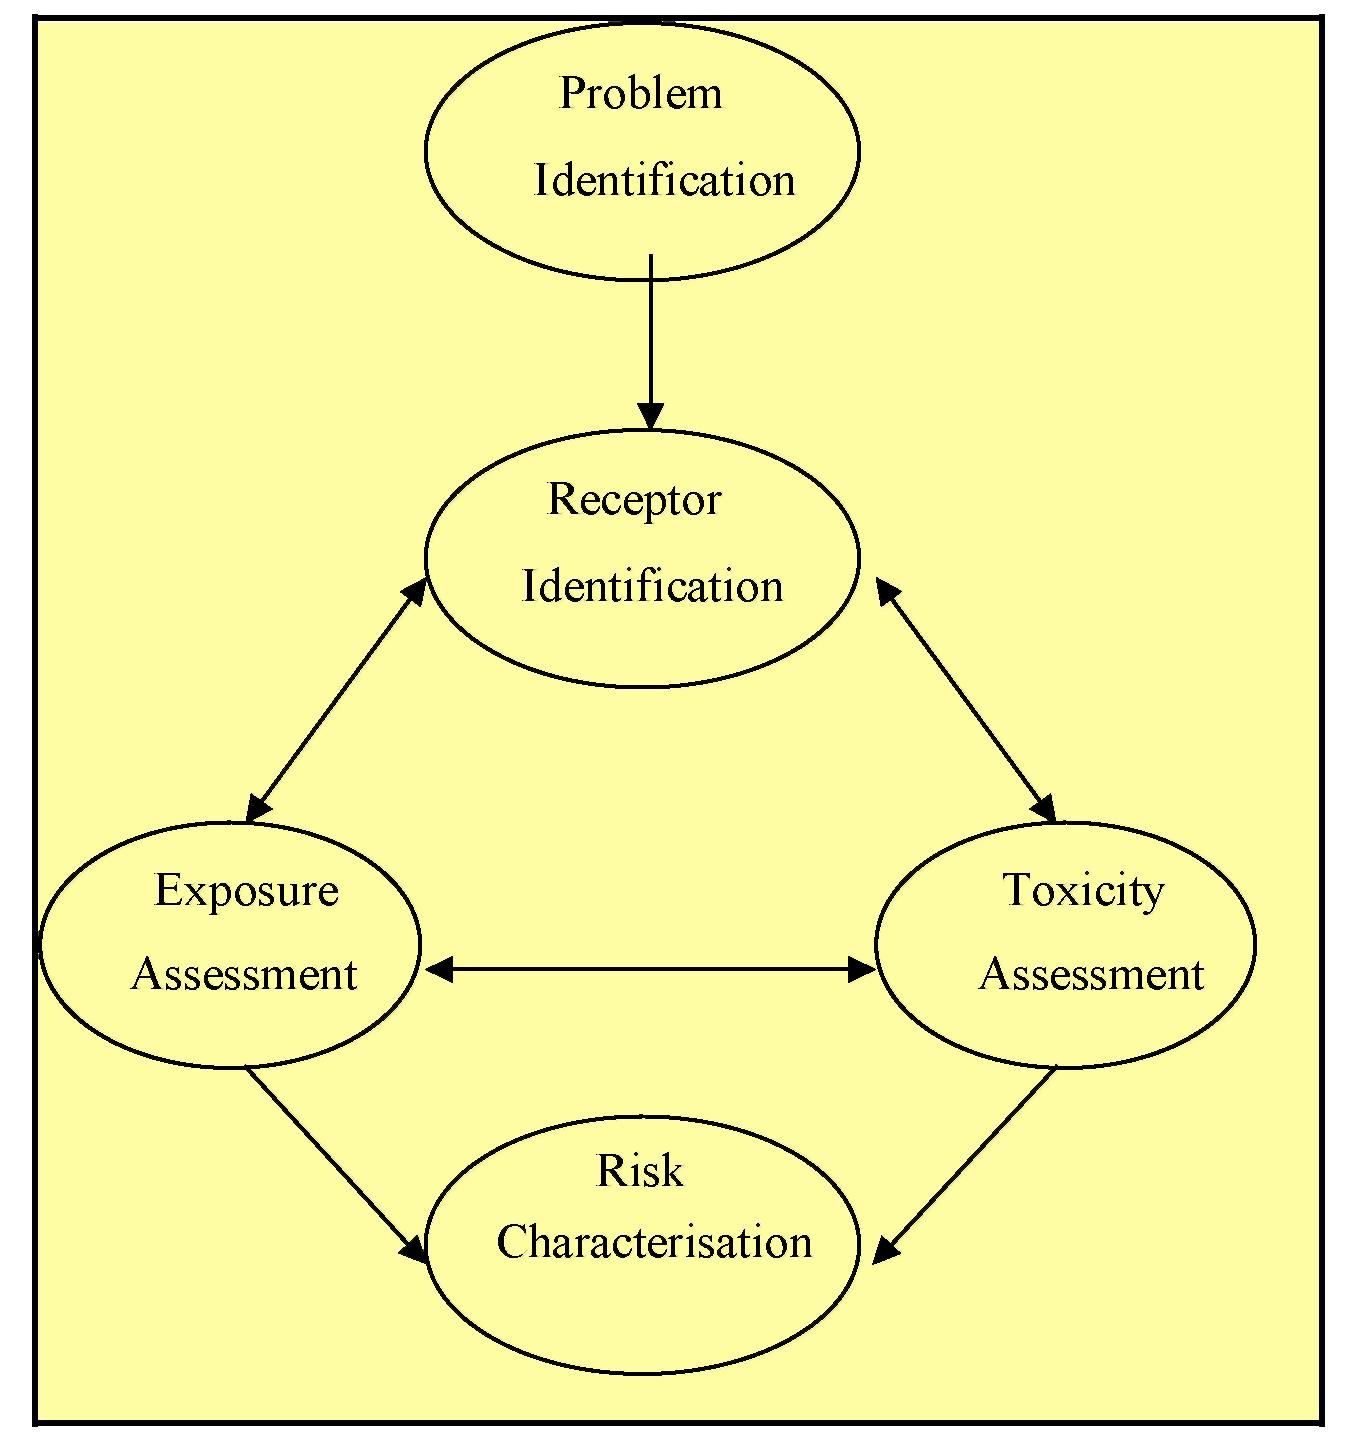 Problem
Identification
Receptor
Identification
Exposure
Assessment
Toxicity
Assessment
Risk
Characterisation